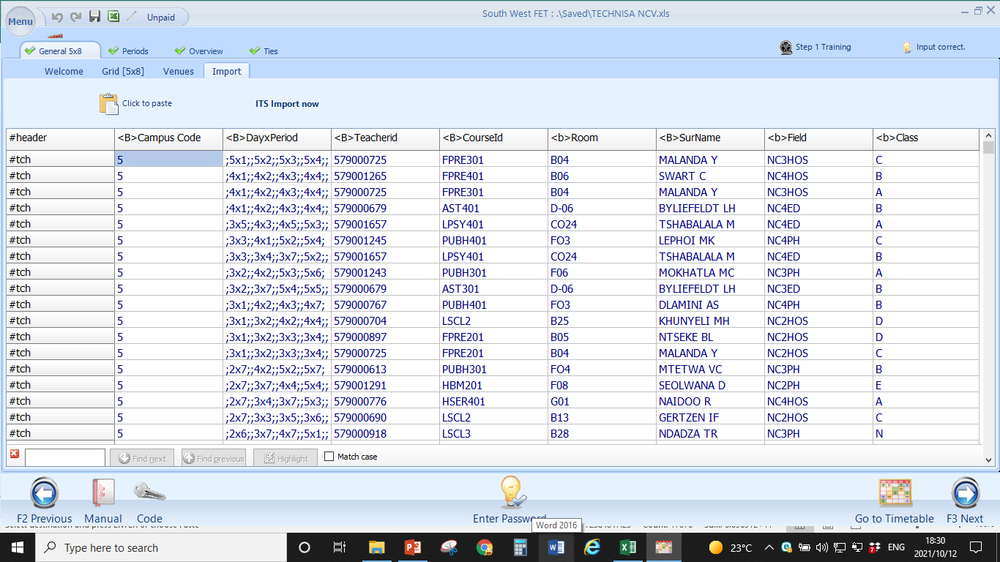 South West FET : .\Saved\TECHNISA NCV.xls
Menu
Unpaid
General 5x8 Periods Overview Ties Step 1 Training Input correct.
Welcome Grid [5x8] Venues Import
Click to paste ITS Import now
#header <B>Campus Code <B>DayxPeriod <B>Teacherid <B>CourseId <b>Room <B>SurName <b>Field <b>Class
#tch 5 ;5x1;;5x2;;5x3;;5x4;; 579000725 FPRE301 B04 MALANDA Y NC3HOS C
#tch 5 ;4x1;;4x2;;4x3;;4x4;; 579001265 FPRE401 B06 SWART C NC4HOS B
#tch 5 ;4x1;;4x2;;4x3;;4x4;; 579000725 FPRE301 B04 MALANDA Y NC3HOS A
#tch 5 ;4x1;;4x2;;4x3;;4x4;; 579000679 AST401 D-06 BYLIEFELDT LH NC4ED B
#tch 5 ;3x5;;4x3;;4x5;;5x3;; 579001657 LPSY401 CO24 TSHABALALA M NC4ED A
#tch 5 ;3x3;;4x1;;5x2;;5x4; 579001245 PUBH401 FO3 LEPHOI MK NC4PH C
#tch 5 ;3x3;;3x4;;3x7;;5x2;; 579001657 LPSY401 CO24 TSHABALALA M NC4ED B
#tch 5 ;3x2;;4x2;;5x3;;5x6; 579001243 PUBH301 F06 MOKHATLA MC NC3PH A
#tch 5 ;3x2;;3x7;;5x4;;5x5;; 579000679 AST301 D-06 BYLIEFELDT LH NC3ED B
#tch 5 ;3x1;;4x2;;4x3;;4x7; 579000767 PUBH401 FO3 DLAMINI AS NC4PH B
#tch 5 ;3x1;;3x2;;4x2;;4x4;; 579000704 LSCL2 B25 KHUNYELI MH NC2HOS D
#tch 5 ;3x1;;3x2;;3x3;;3x4;; 579000897 FPRE201 B05 NTSEKE BL NC2HOS D
#tch 5 ;3x1;;3x2;;3x3;;3x4;; 579000725 FPRE201 B04 MALANDA Y NC2HOS C
#tch 5 ;2x7;;4x2;;5x2;;5x7; 579000613 PUBH301 FO4 MTETWA VC NC3PH B
#tch 5 ;2x7;;3x7;;4x4;;5x4;; 579001291 HBM201 F08 SEOLWANA D NC2PH E
#tch 5 ;2x7;;3x4;;3x7;;5x3;; 579000776 HSER401 G01 NAIDOO R NC4HOS A
#tch 5 ;2x7;;3x3;;3x5;;3x6;; 579000690 LSCL2 B13 GERTZEN IF NC2HOS C
#tch 5 ;2x6;;3x7;;4x7;;5x1;; 579000918 LSCL3 B28 NDADZA TR NC3PH N
Find next Find previous Highlight Match case
F2 Previous Manual Code Enter Password Go to Timetable F3 Next
Word 2016
Type here to search 23°C ENG 18:30
2021/10/12